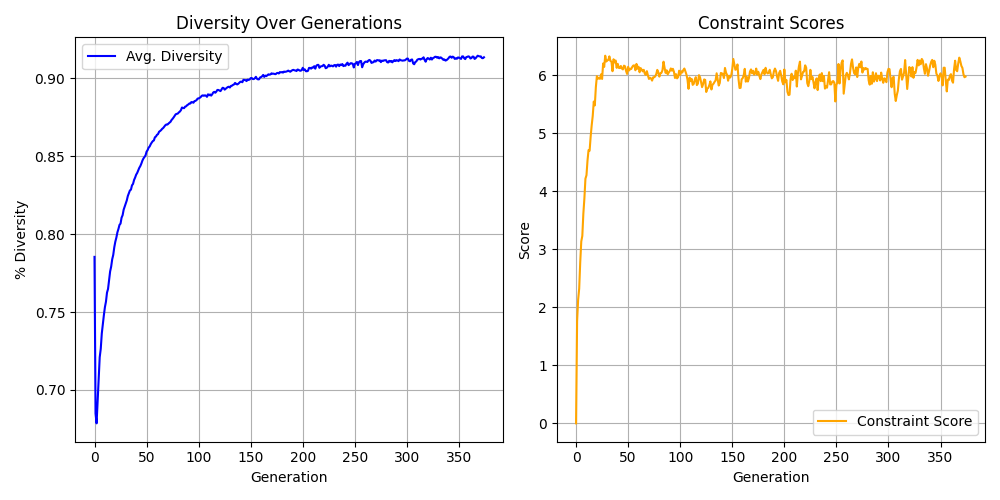 Diversity Over Generations
Avg. Diversity
% Diversity
0.90
0.85
0.80
0.75
0.70
0 50 100 150 200 250 300 350
Generation
Constraint Scores
Score
6
5
4
3
2
1
0
Constraint Score
0 50 100 150 200 250 300 350
Generation